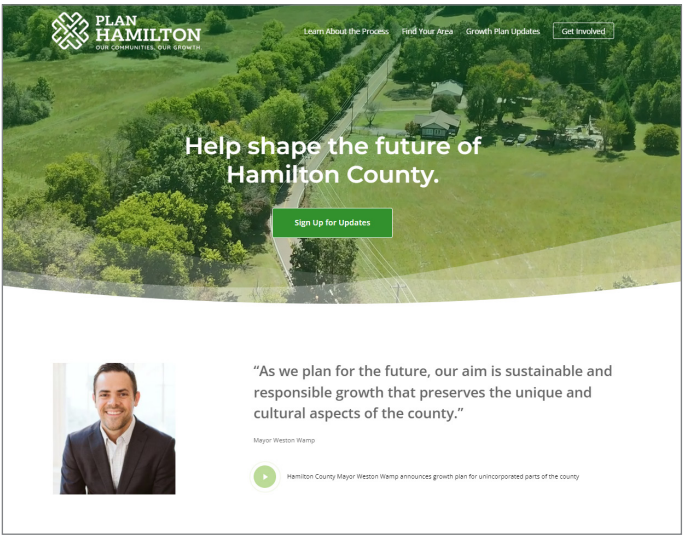 PLAN
HAMILTON
OUR COMMUNITIES, OUR GROWTH.
Learn About the Process Find Your Area Growth Plan Updates Get Involved
Help shape the future of
Hamilton County.
Sign Up for Updates
“As we plan for the future, our aim is sustainable and
responsible growth that preserves the unique and
cultural aspects of the county.”
Mayor Weston Wamp
Hamilton County Mayor Weston Wamp announces growth plan for unincorporated parts of the county